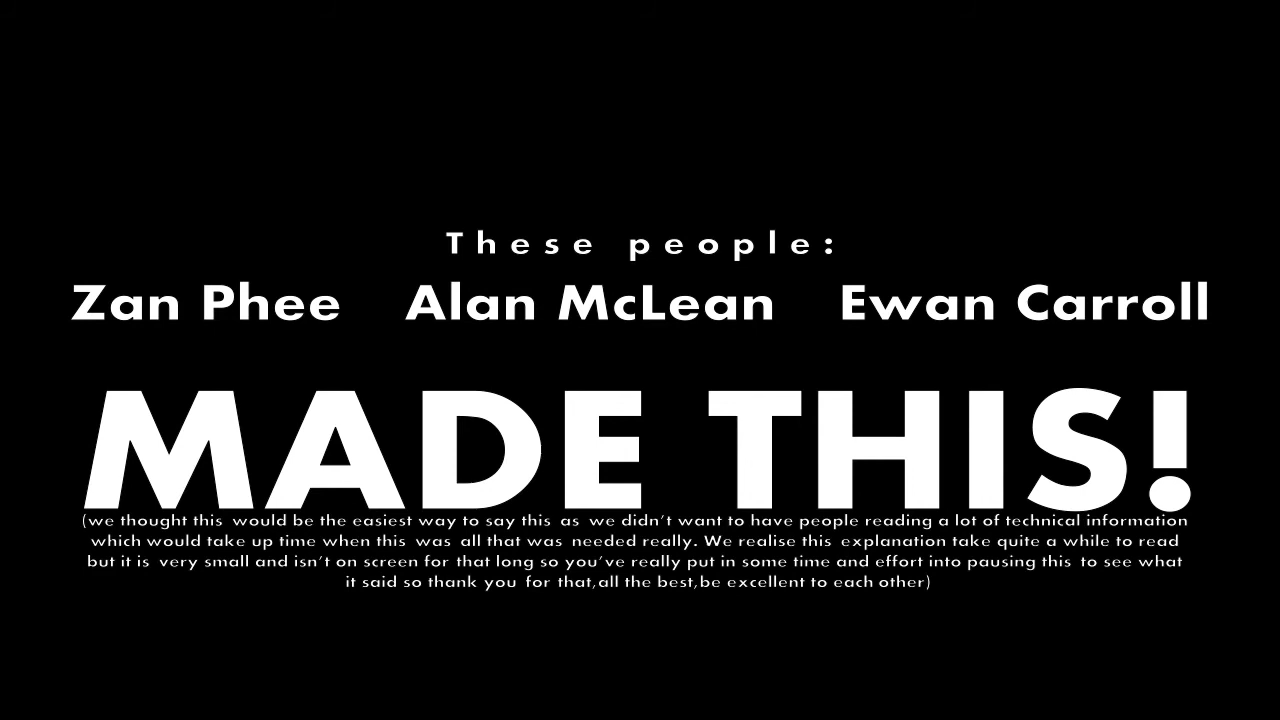 These people:
Zan Phee Alan McLean Ewan Carroll
MADE THIS!
(we thought this would be the easiest way to say this as we didn't want to have people reading a lot of technical information
which would take up time when this was all that was needed really. We realise this explanation take quite a while to read
but it is very small and isn't on screen for that long so you've really put in some time and effort into pausing this to see what
it said so thank you for that,all the best,be excellent to each other)